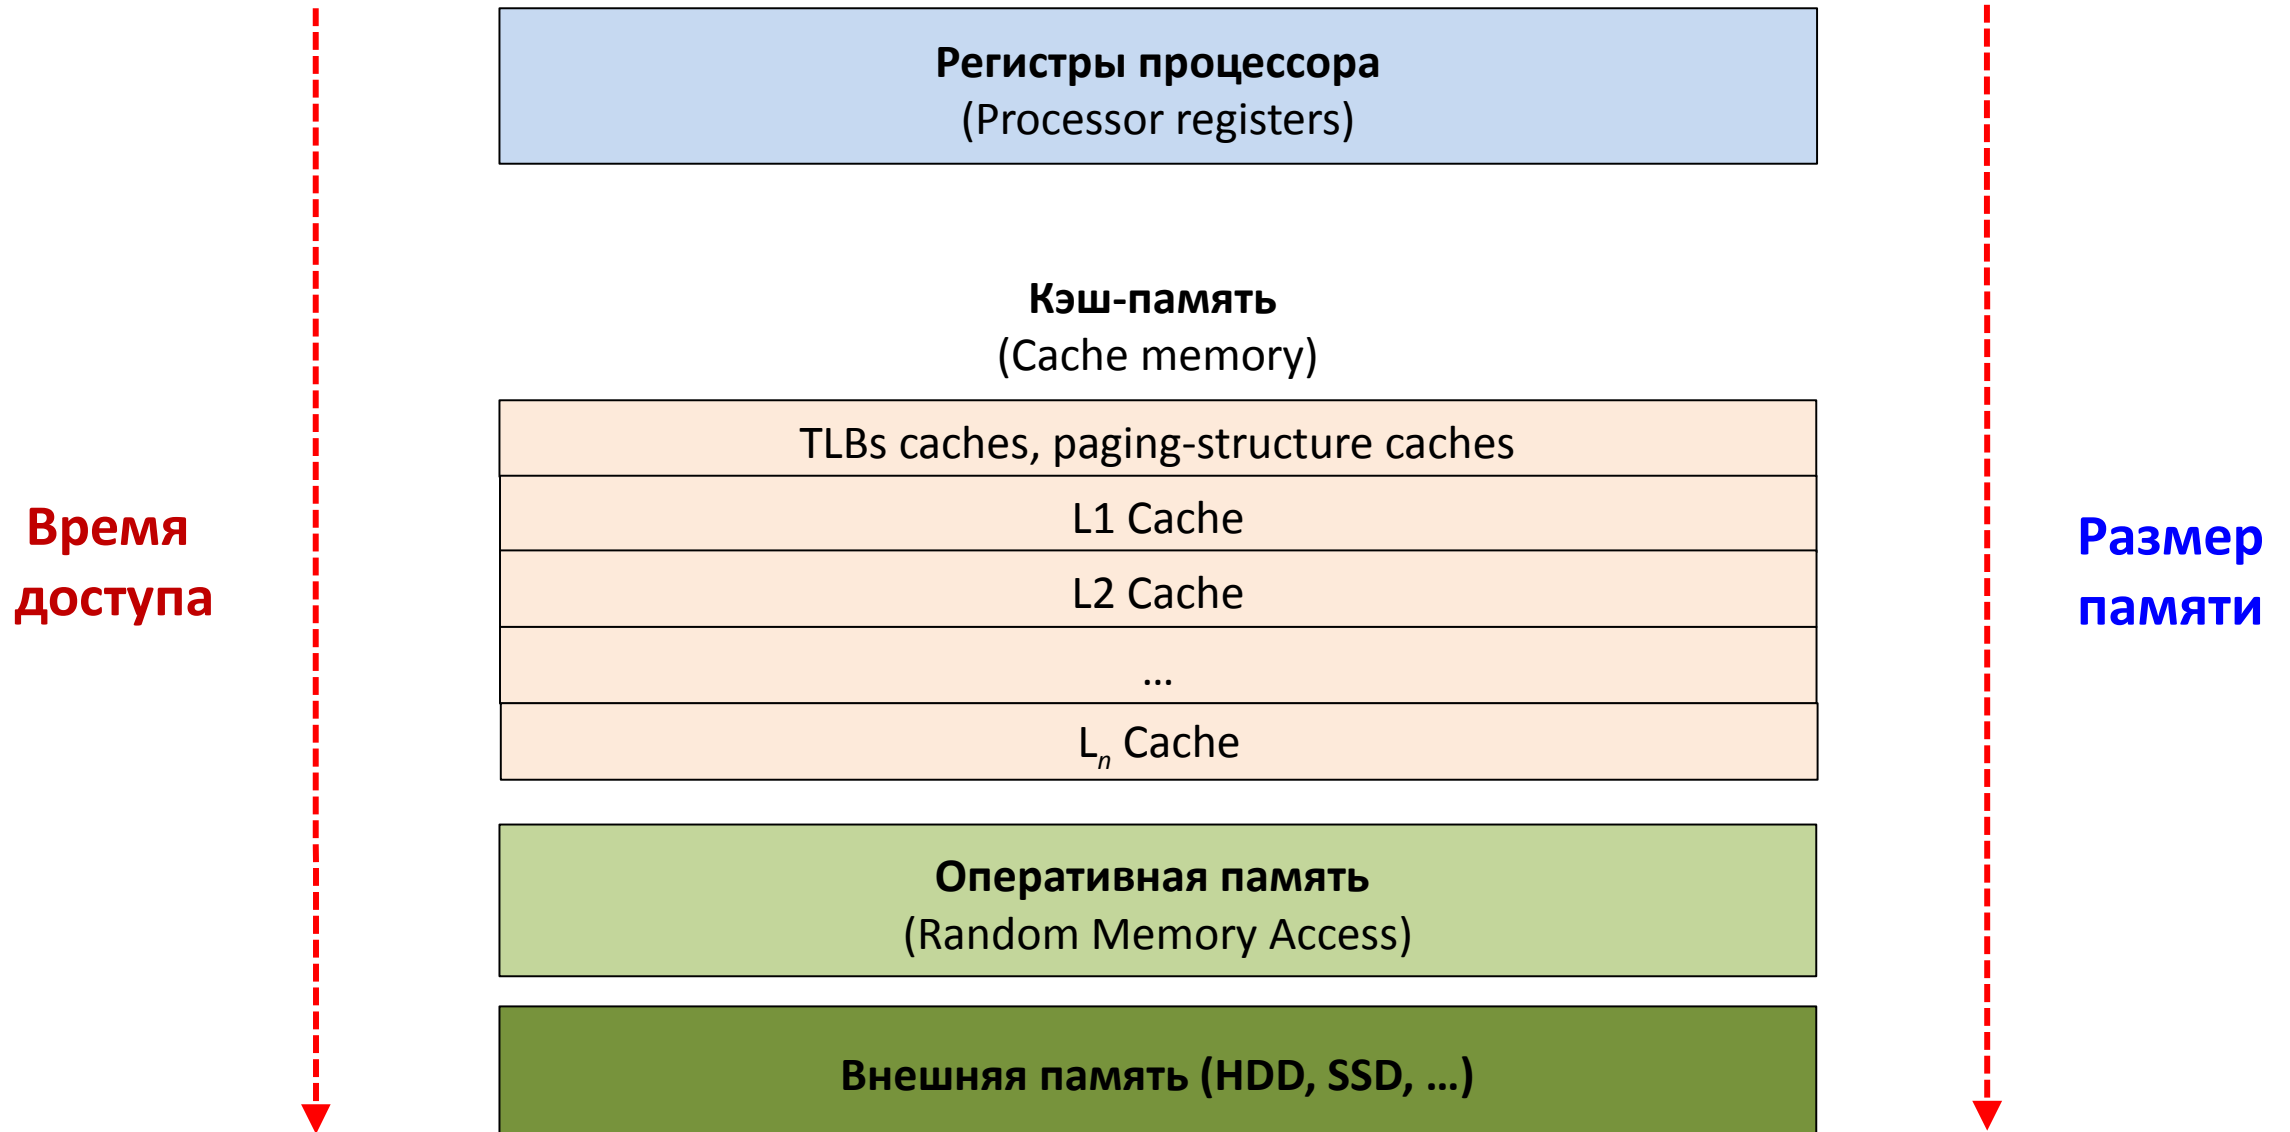 Регистры процессора
(Processor registers)
Кэш-память
(Cache memory)
TLBs caches, paging-structure caches
L1 Cache
L2 Cache
...
Ln Cache
Время
доступа
Размер
памяти
Оперативная память
(Random Memory Access)
Внешняя память (HDD, SSD, ...)